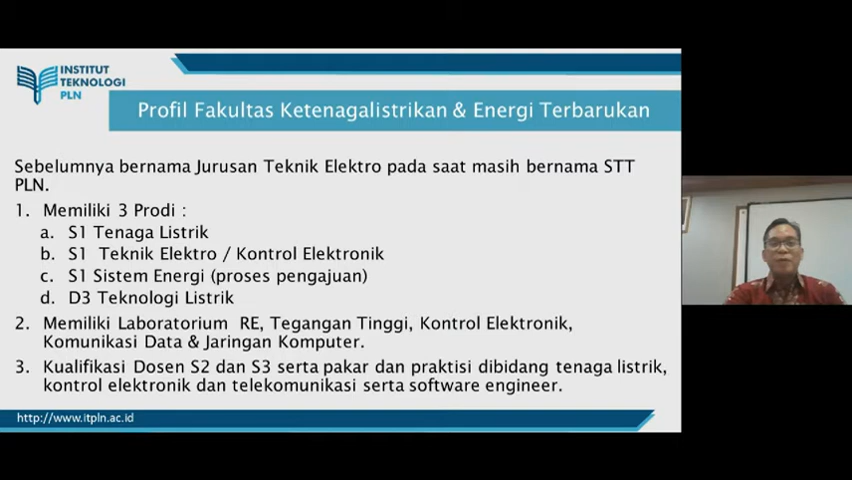 INSTITUT
TEKNOLOGI
PLN
Profil Fakultas Ketenagalistrikan & Energi Terbarukan
Sebelumnya bernama Jurusan Teknik Elektro pada saat masih bernama STT
PLN.
1. Memiliki 3 Prodi :
a. S1 Tenaga Listrik
b. S1 Teknik Elektro / Kontrol Elektronik
c. S1 Sistem Energi (proses pengajuan)
d. D3 Teknologi Listrik
2. Memiliki Laboratorium RE, Tegangan Tinggi, Kontrol Elektronik,
Komunikasi Data & Jaringan Komputer.
3. Kualifikasi Dosen S2 dan S3 serta pakar dan praktisi dibidang tenaga listrik,
kontrol elektronik dan telekomunikasi serta software engineer.
http://www.itpln.ac.id